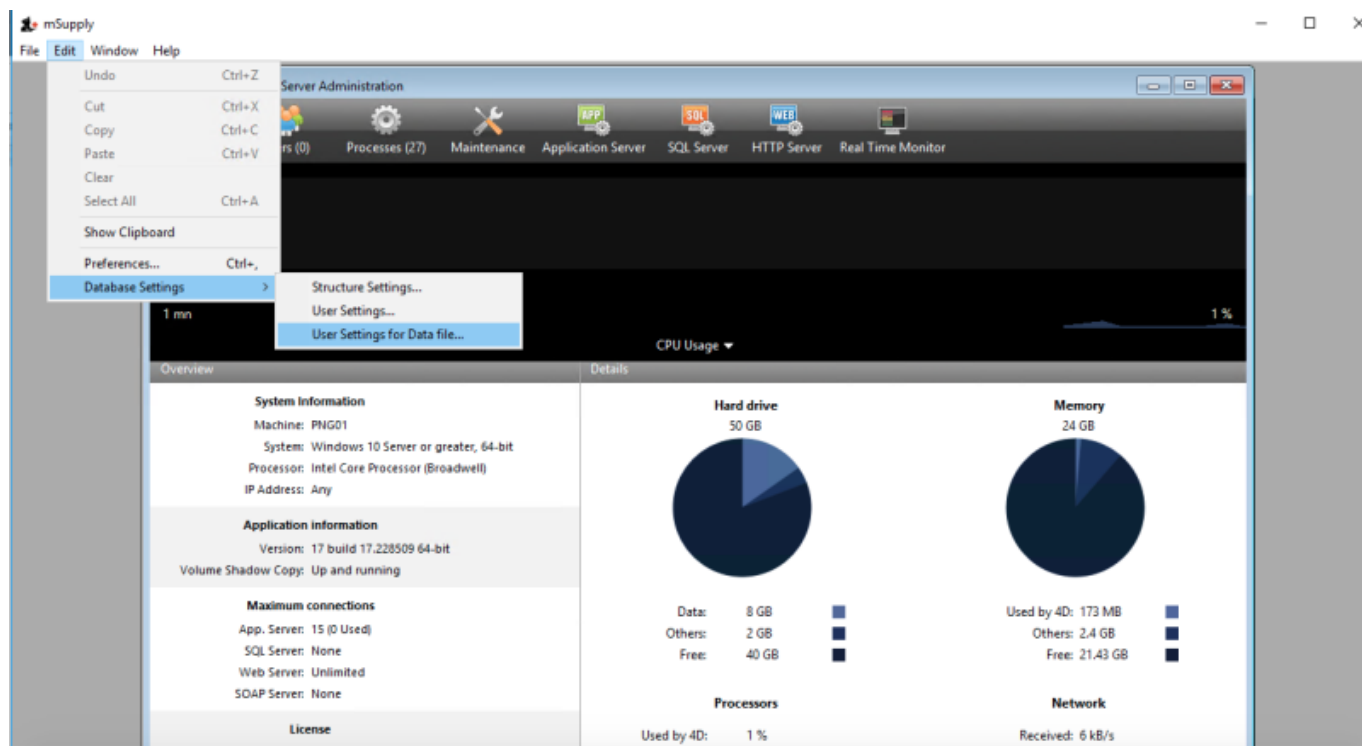 mSupply
File Edit Window Help
Undo Ctrl+Z
Cut Ctrl+X
Copy Ctrl+C
Paste Ctrl+V
Clear
Select All Ctrl+A
Show Clipboard
Preferences... Ctrl+,
Database Settings >
Structure Settings...
User Settings...
User Settings for Data file...
Server Administration
rs (0) Processes (27) Maintenance Application Server SQL Server HTTP Server Real Time Monitor
APP SQL WEB
1 mn 1 %
CPU Usage
Overview
System Information
Machine: PNG01
System: Windows 10 Server or greater, 64-bit
Processor: Intel Core Processor (Broadwell)
IP Address: Any
Application information
Version: 17 build 17.228509 64-bit
Volume Shadow Copy: Up and running
Maximum connections
App. Server: 15 (0 Used)
SQL Server: None
Web Server: Unlimited
SOAP Server: None
License
Details
Hard drive
50 GB
Data: 8 GB
Others: 2 GB
Free: 40 GB
Memory
24 GB
Used by 4D: 173 MB
Others: 2.4 GB
Free: 21.43 GB
Processors
Used by 4D: 1 %
Network
Received: 6 kB/s